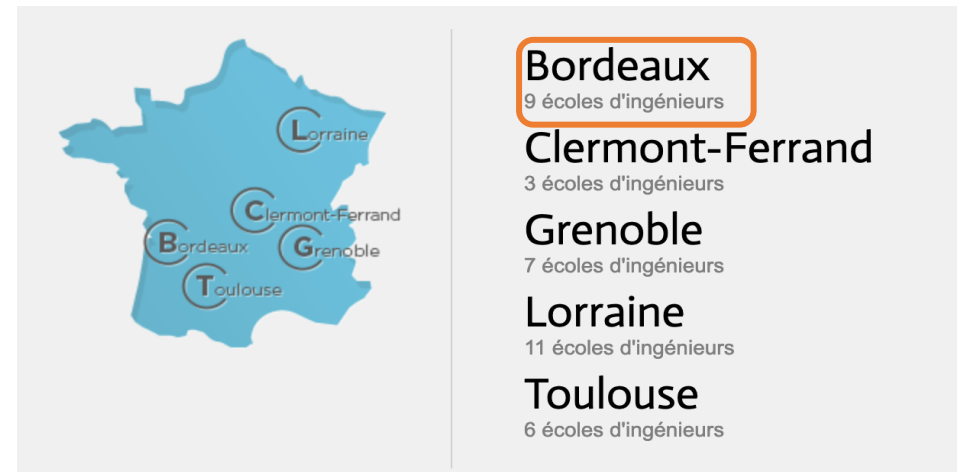 Lorraine
Clermont-Ferrand
Bordeaux
Grenoble
Toulouse
Bordeaux
9 écoles d'ingénieurs
Clermont-Ferrand
3 écoles d'ingénieurs
Grenoble
7 écoles d'ingénieurs
Lorraine
11 écoles d'ingénieurs
Toulouse
6 écoles d'ingénieurs